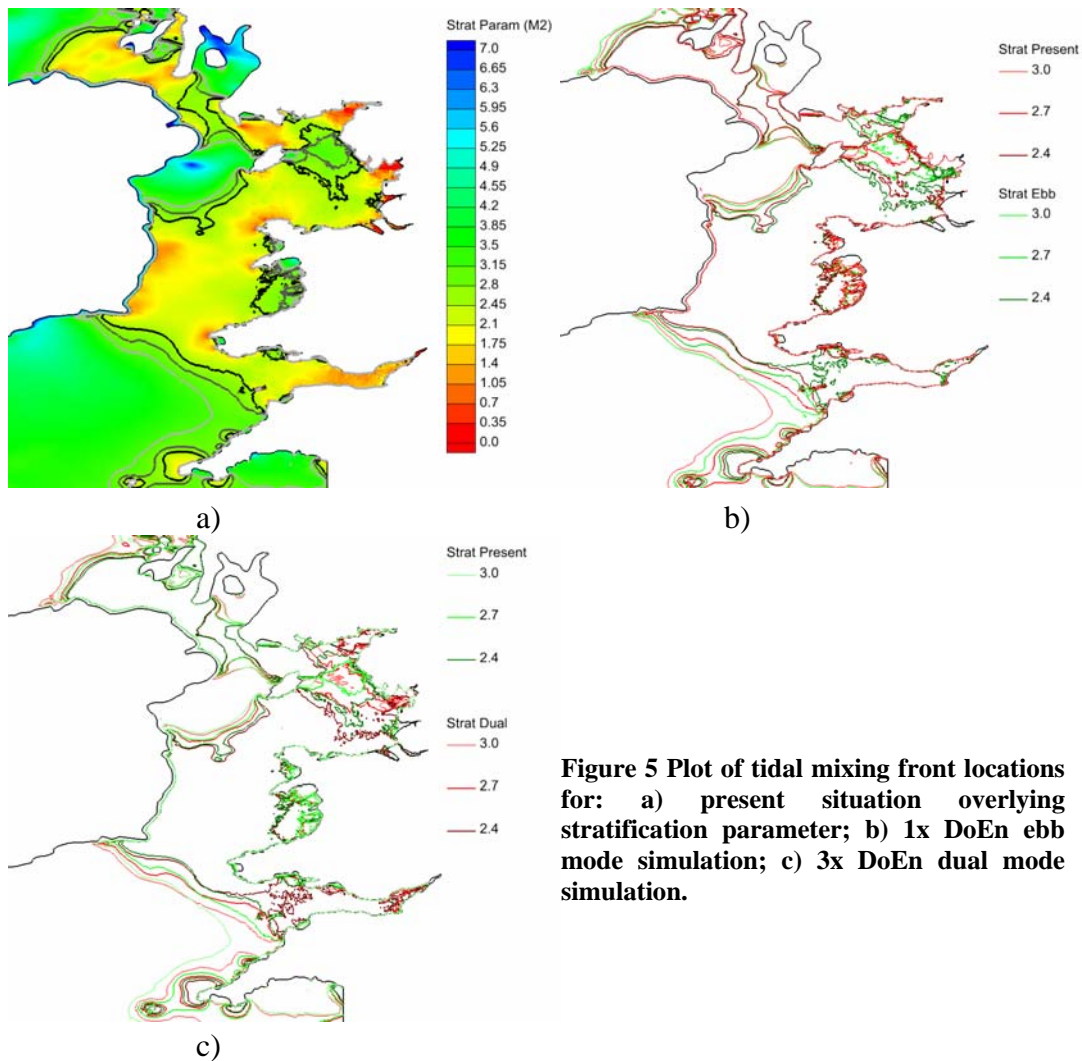 Strat Param (M2)
7.0
6.65
6.3
5.95
5.6
5.25
4.9
4.55
4.2
3.85
3.5
3.15
2.8
2.45
2.1
1.75
1.4
1.05
0.7
0.35
0.0
a)
Strat Present
3.0
2.7
2.4
Strat Ebb
3.0
2.7
2.4
b)
Strat Present
3.0
2.7
2.4
Strat Dual
3.0
2.7
2.4
c)
Figure 5 Plot of tidal mixing front locations
for: a) present situation overlying
stratification parameter; b) 1x DoEn ebb
mode simulation; c) 3x DoEn dual mode
simulation.